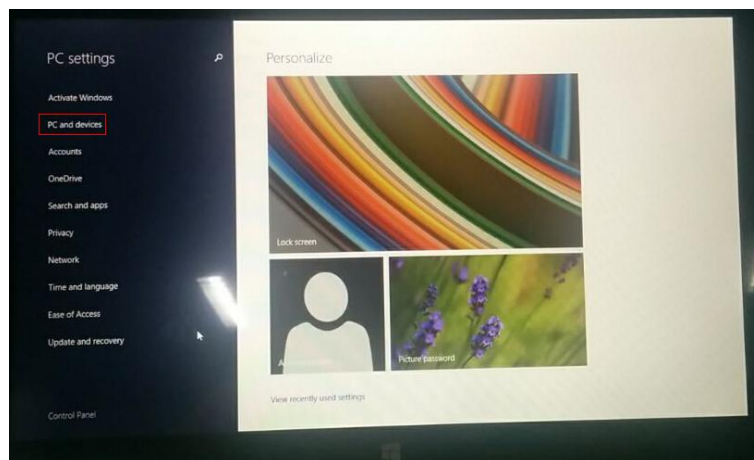 PC settings
Activate Windows
PC and devices
Accounts
OneDrive
Search and apps
Privacy
Network
Time and language
Ease of Access
Update and recovery
Control Panel
Personalize
Lock screen
Picture password
View recently used settings